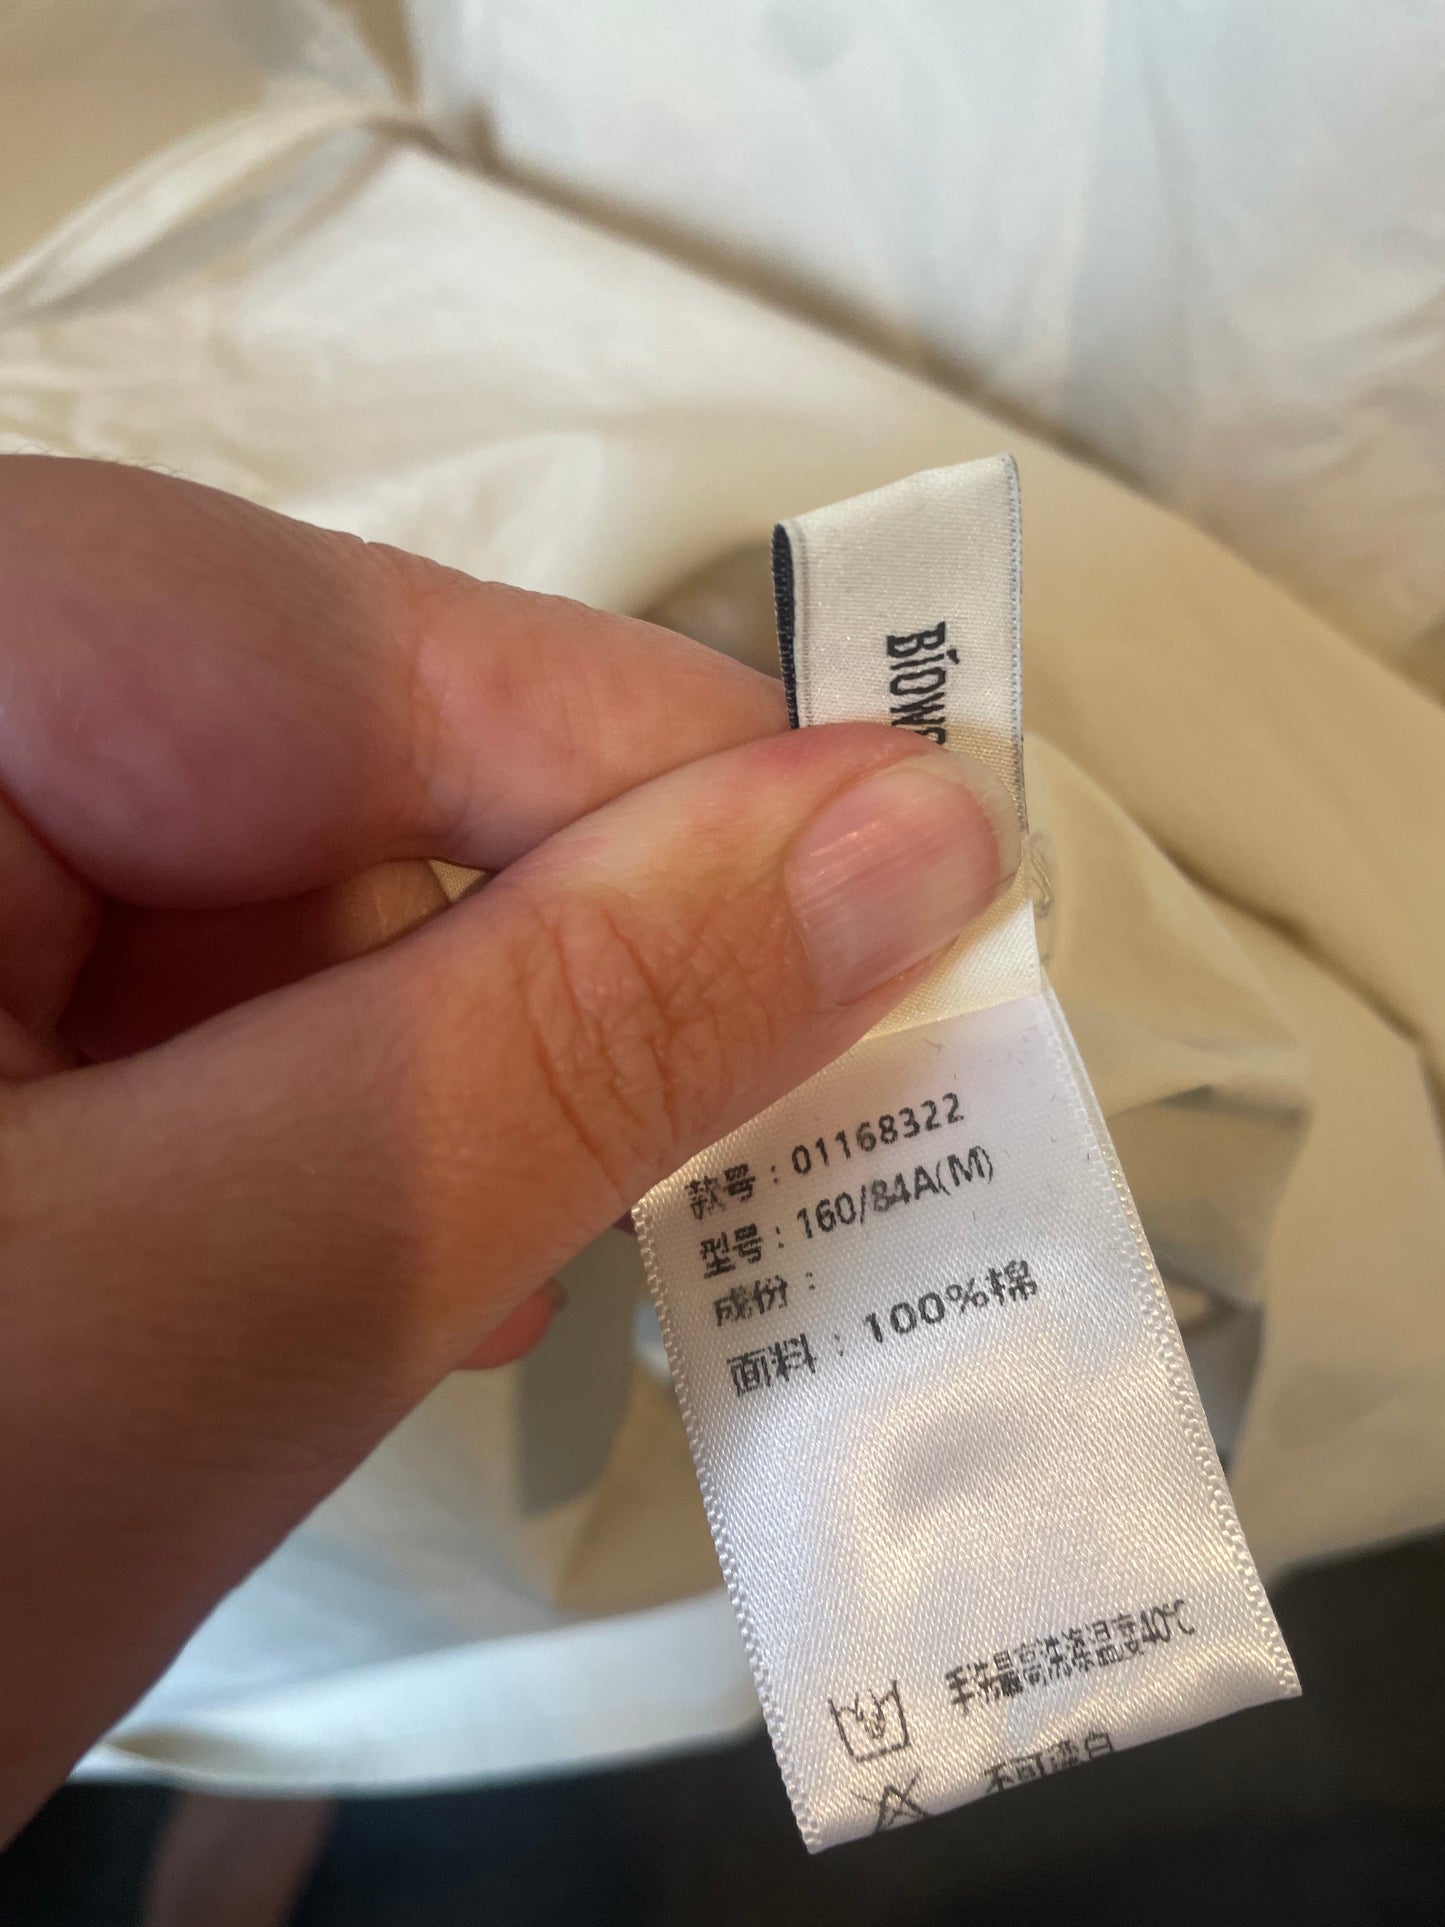 款号：01168322
型号：160/84A(M)
成份：
面料：100%棉
手洗最高洗涤温度40℃
不可漂白